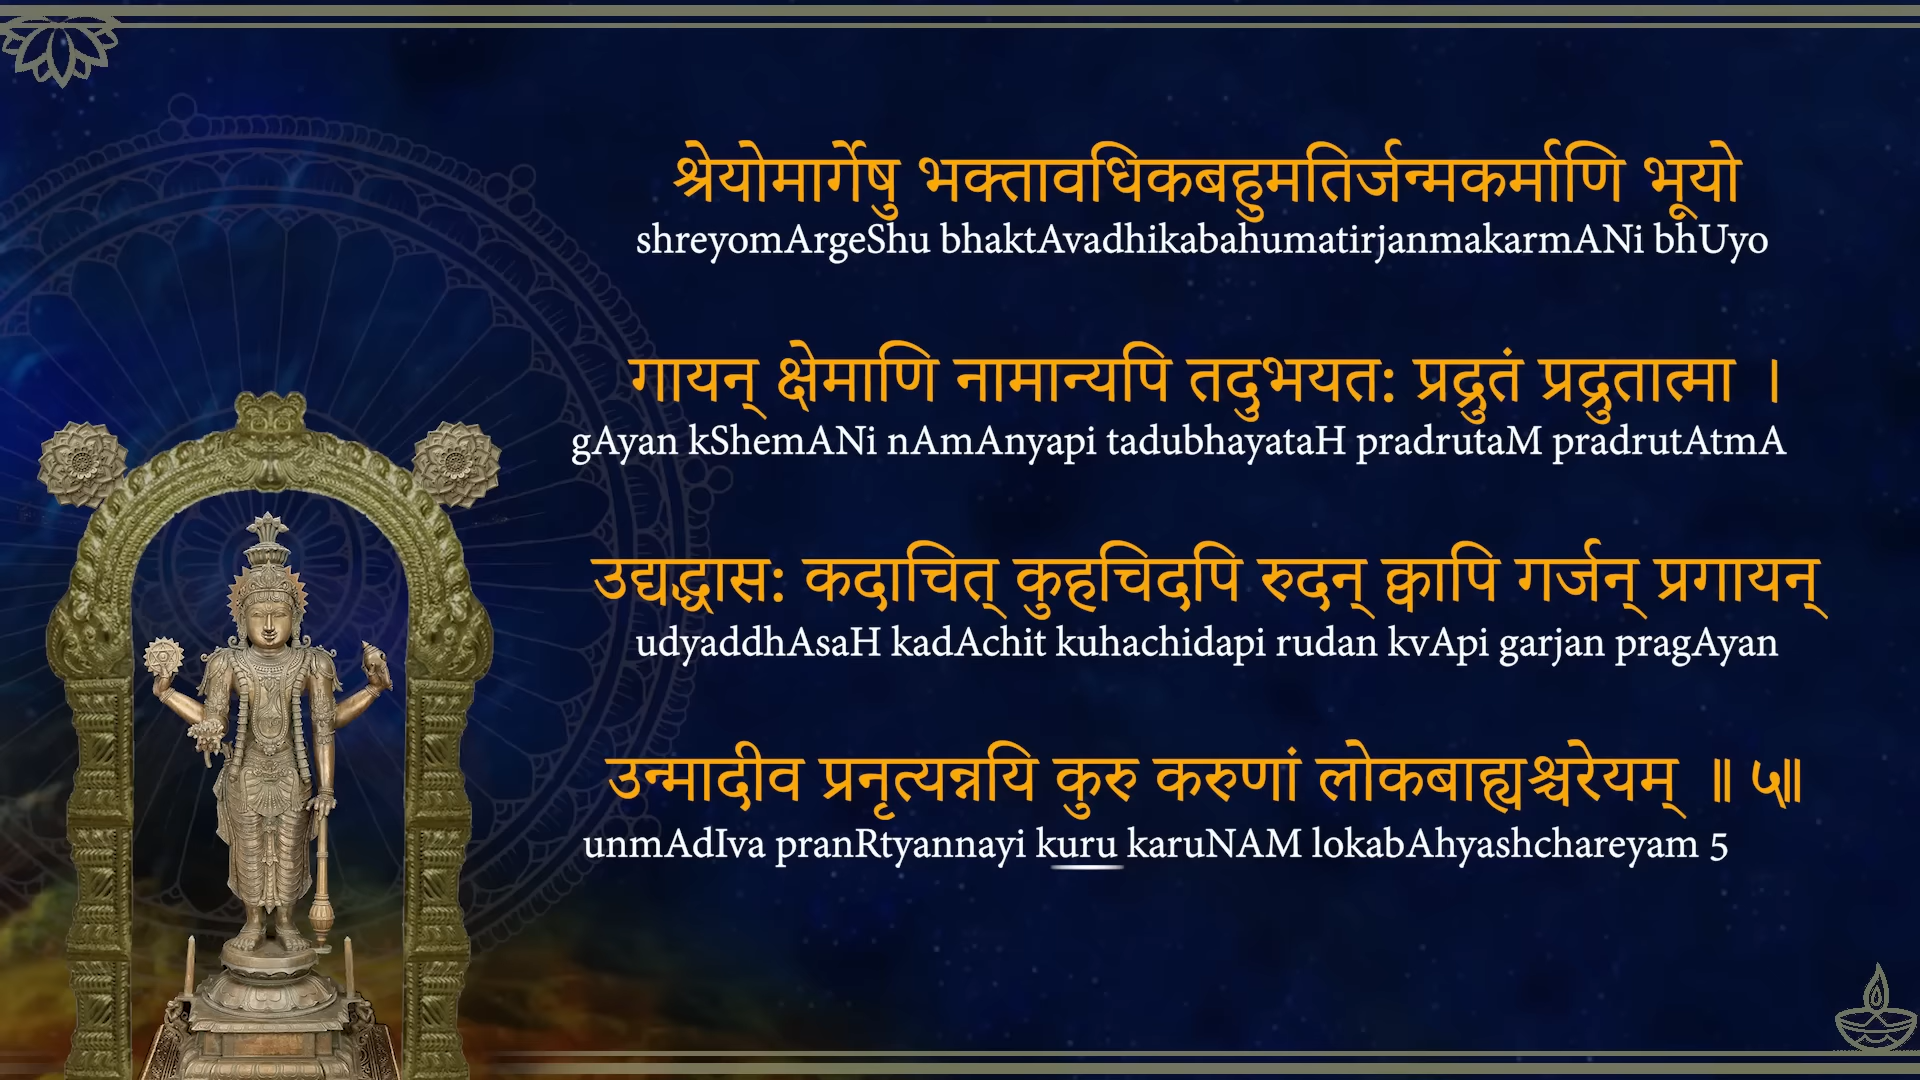 श्रेयोमार्गेषु भक्तावधिकबहुमतिर्जन्मकर्माणि भूयो
shreyomArgeShu bhaktAvadhikabahumatirjanmakarmANi bhUyo
गायन् क्षेमाणि नामान्यपि तदुभयत: प्रद्रुतं प्रद्रुतात्मा ।
gAyan kShemANi nAmAnyapi tadubhayataH pradrutaM pradrutAtmA
उद्यद्धास: कदाचित् कुहचिदपि रुदन् क्वापि गर्जन् प्रगायन्
udyaddhAsaH kadAchit kuhachidapi rudan kvApi garjan pragAyan
उन्मादीव प्रनृत्यन्नयि कुरु करुणां लोकबाह्यश्चरेयम् ॥ ५॥
unmAdIva pranRtyannayi kuru karuNAM lokabAhyashchareyam 5